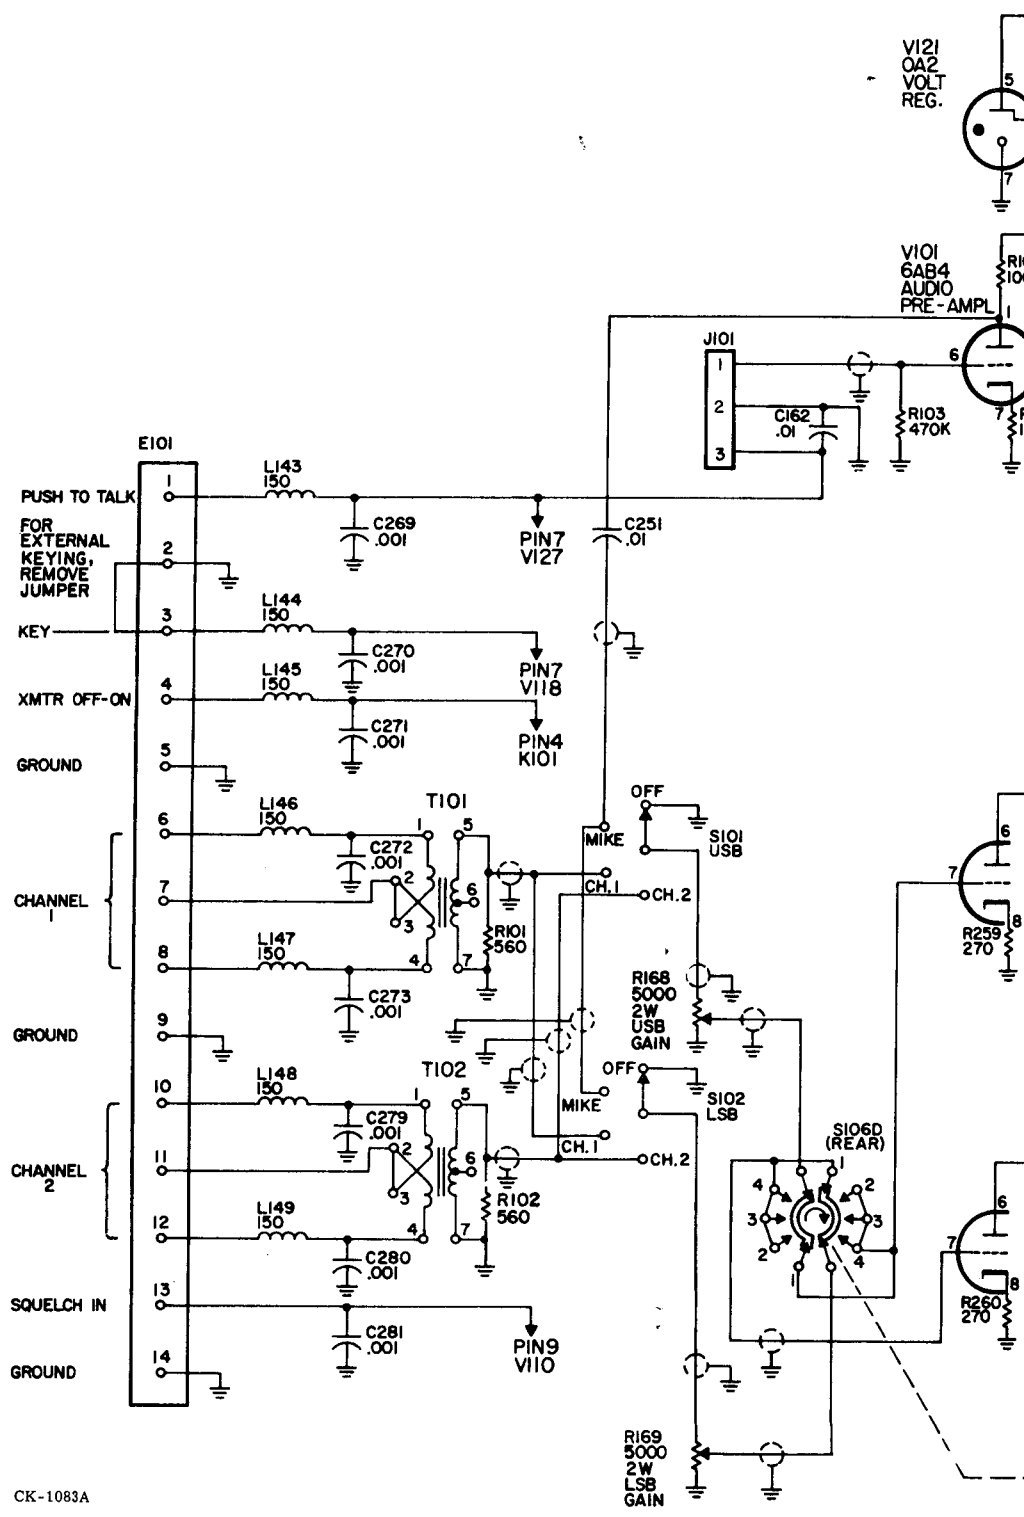 V121
OA2
VOLT
REG.
5
7
V101
6AB4
AUDIO
PRE-AMPL
1
6
7
J101
1
2
3
C162
.01
R103
470K
E101
PUSH TO TALK
1
L143
150
C269
.001
PIN7
V127
C251
.01
FOR
EXTERNAL
KEYING,
REMOVE
JUMPER
2
KEY
3
L144
150
C270
.001
PIN7
V118
XMTR OFF-ON
4
L145
150
C271
.001
PIN4
K101
GROUND
5
CHANNEL
1
6
L146
150
C272
.001
7
8
L147
150
C273
.001
T101
1
2
3
4
5
6
7
R101
560
OFF
MIKE
CH.1
CH.2
S101
USB
R168
5000
2W
USB
GAIN
6
7
8
R259
270
GROUND
9
CHANNEL
2
10
L148
150
C279
.001
11
12
L149
150
C280
.001
T102
1
2
3
4
5
6
7
R102
560
OFF
MIKE
CH.1
CH.2
S102
LSB
S106D
(REAR)
1
2
3
4
4
3
2
1
6
7
8
R260
270
SQUELCH IN
13
C281
.001
PIN9
V110
GROUND
14
R169
5000
2W
LSB
GAIN
CK-1083A